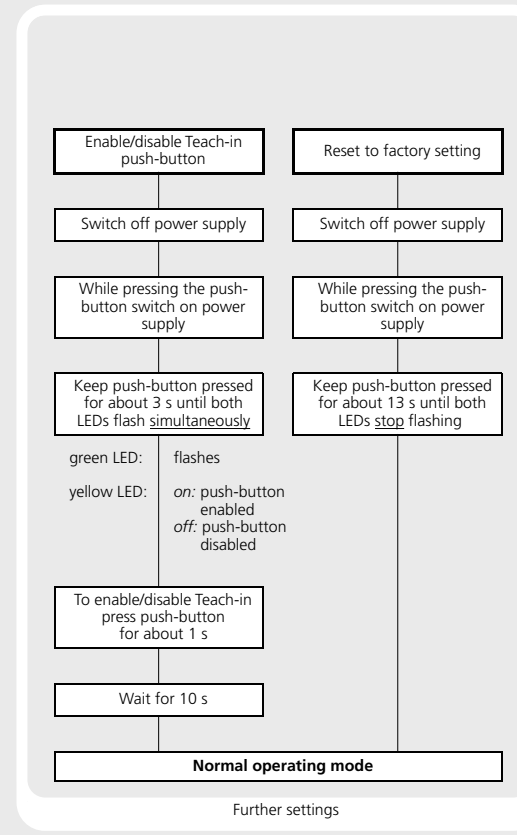 Enable/disable Teach-in
push-button
Switch off power supply
While pressing the push-
button switch on power
supply
Keep push-button pressed
for about 3 s until both
LEDs flash simultaneously
green LED: flashes
yellow LED: on: push-button
enabled
off: push-button
disabled
To enable/disable Teach-in
press push-button
for about 1 s
Wait for 10 s
Reset to factory setting
Switch off power supply
While pressing the push-
button switch on power
supply
Keep push-button pressed
for about 13 s until both
LEDs stop flashing
Normal operating mode
Further settings